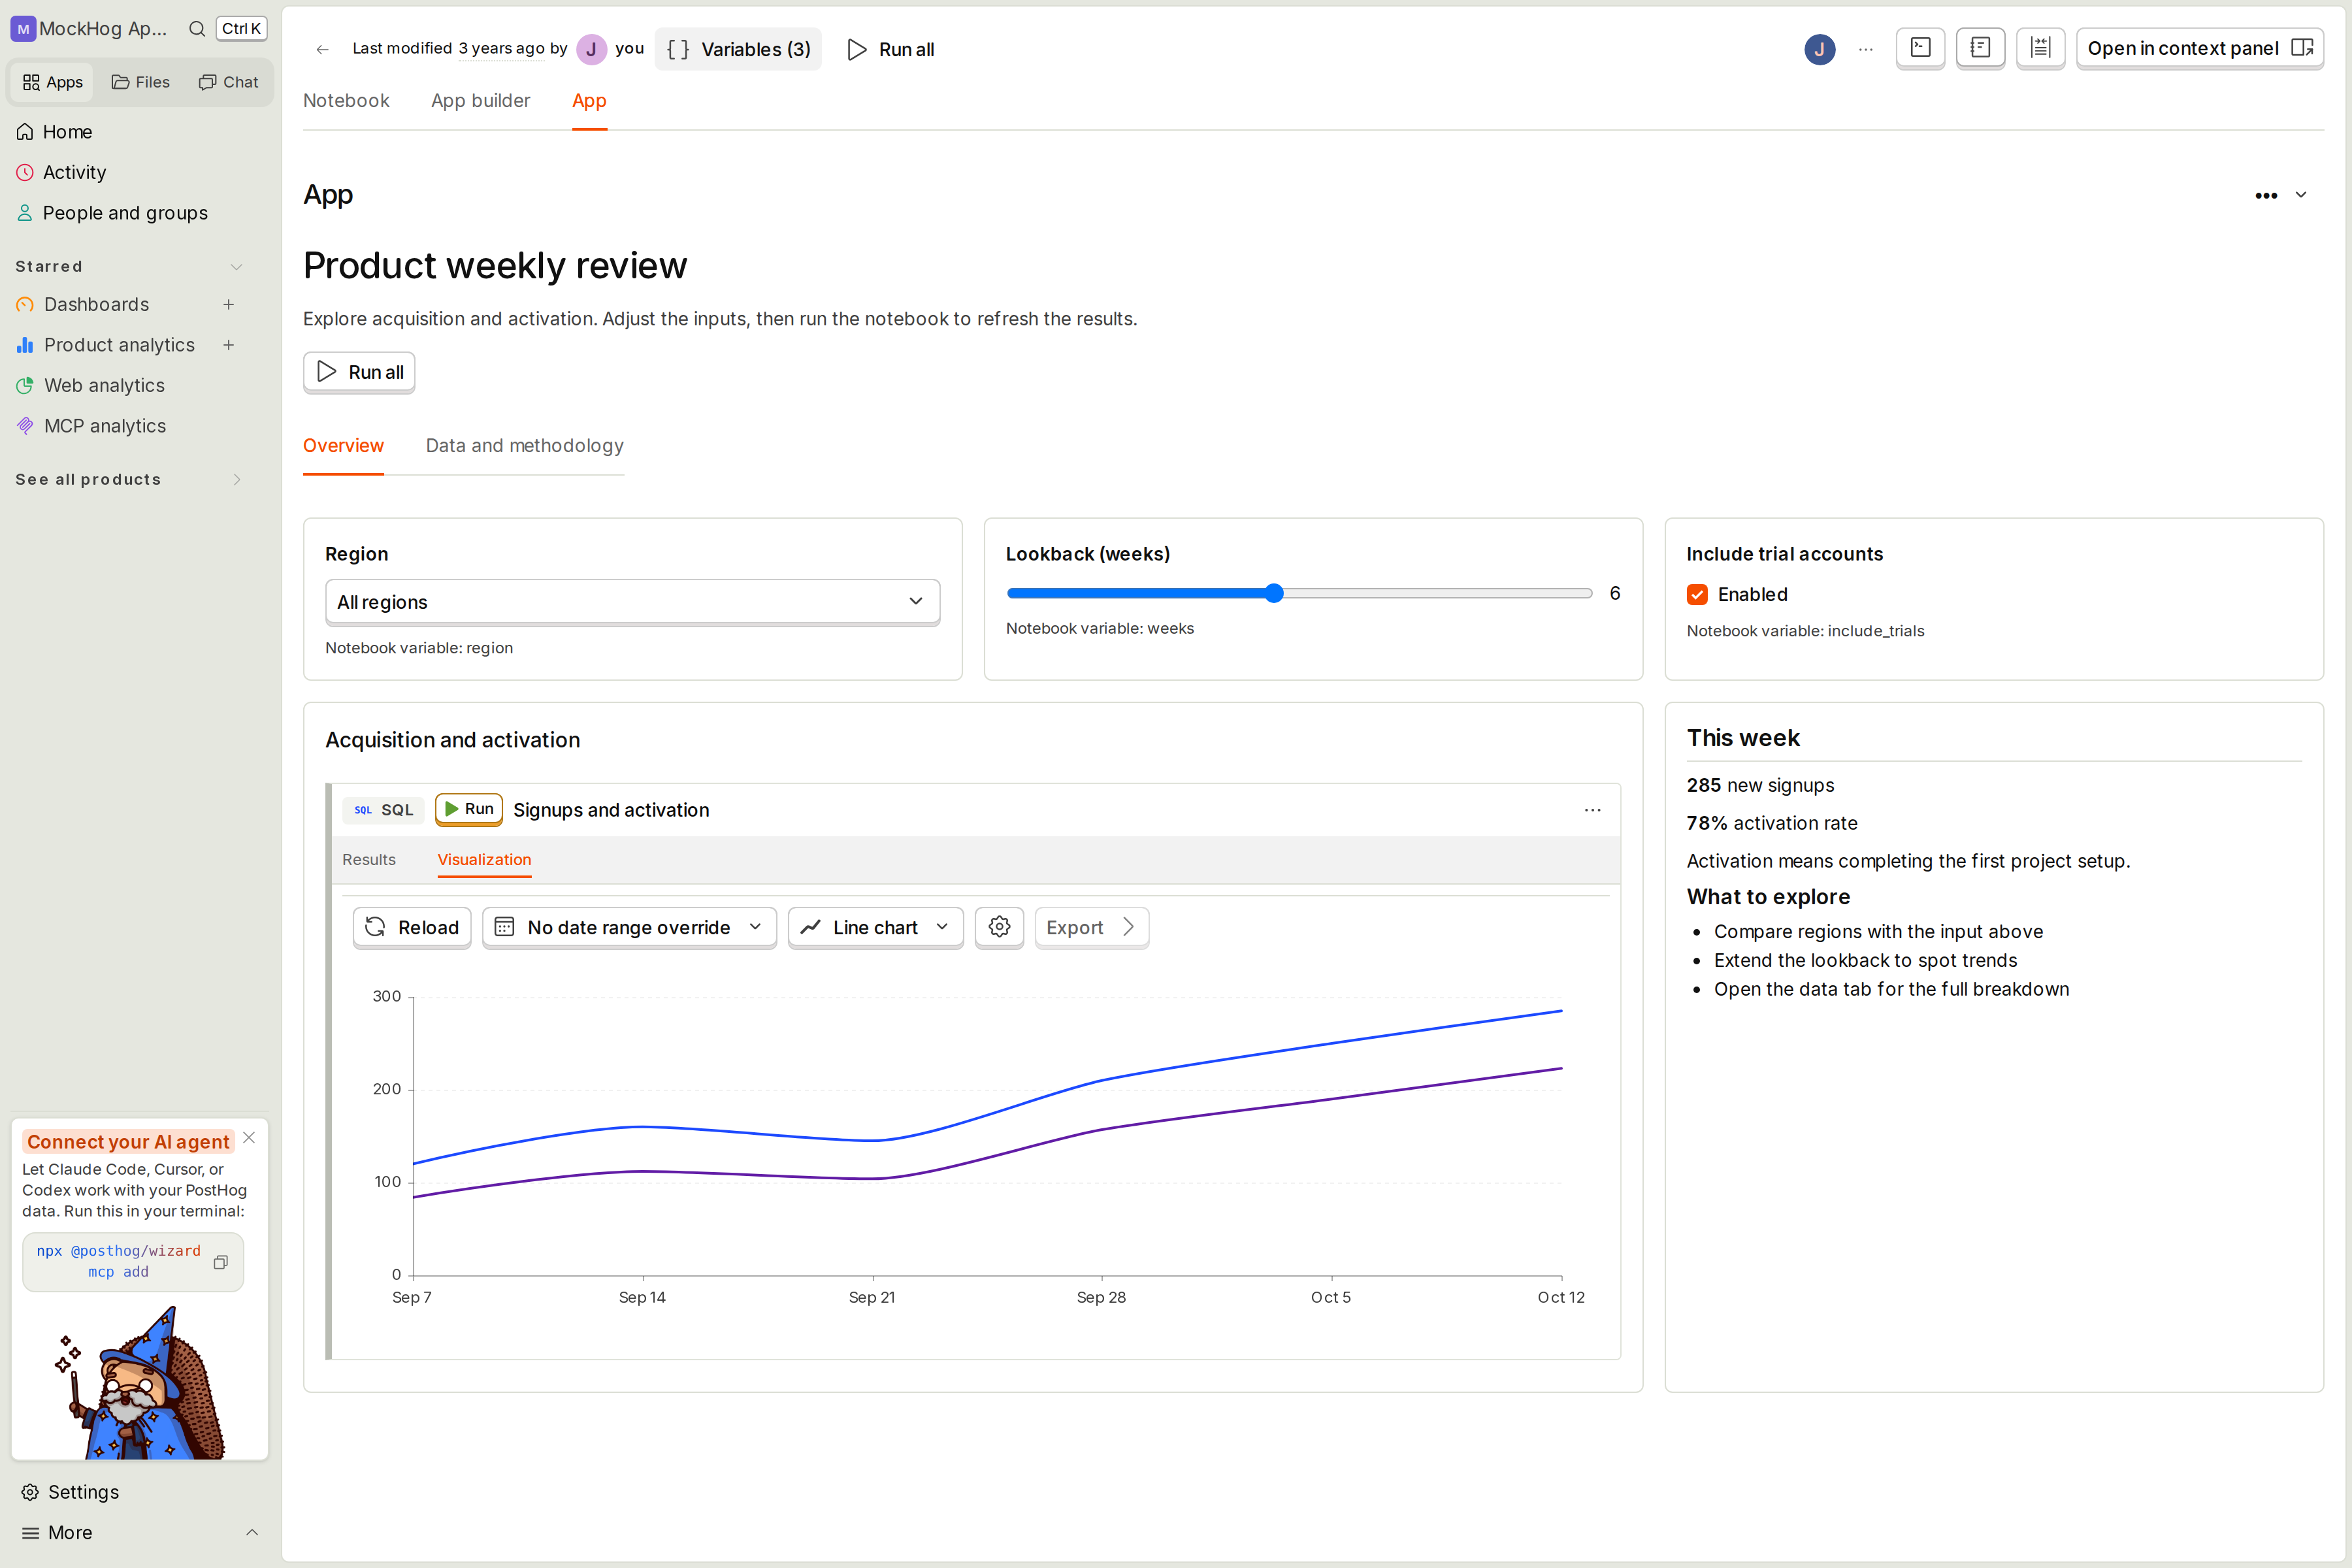 M MockHog Ap... Ctrl K
Apps Files Chat
Home
Activity
People and groups
Starred
Dashboards
Product analytics
Web analytics
MCP analytics
See all products
Connect your AI agent
Let Claude Code, Cursor, or
Codex work with your PostHog
data. Run this in your terminal:
npx @posthog/wizard
mcp add
Settings
More
Last modified 3 years ago by J you { } Variables (3) Run all
J ... Open in context panel
Notebook App builder App
App
Product weekly review
Explore acquisition and activation. Adjust the inputs, then run the notebook to refresh the results.
Run all
Overview Data and methodology
Region
All regions
Notebook variable: region
Lookback (weeks)
6
Notebook variable: weeks
Include trial accounts
Enabled
Notebook variable: include_trials
Acquisition and activation
SQL SQL Run Signups and activation
Results Visualization
Reload No date range override Line chart Export
300
200
100
0
Sep 7 Sep 14 Sep 21 Sep 28 Oct 5 Oct 12
This week
285 new signups
78% activation rate
Activation means completing the first project setup.
What to explore
• Compare regions with the input above
• Extend the lookback to spot trends
• Open the data tab for the full breakdown